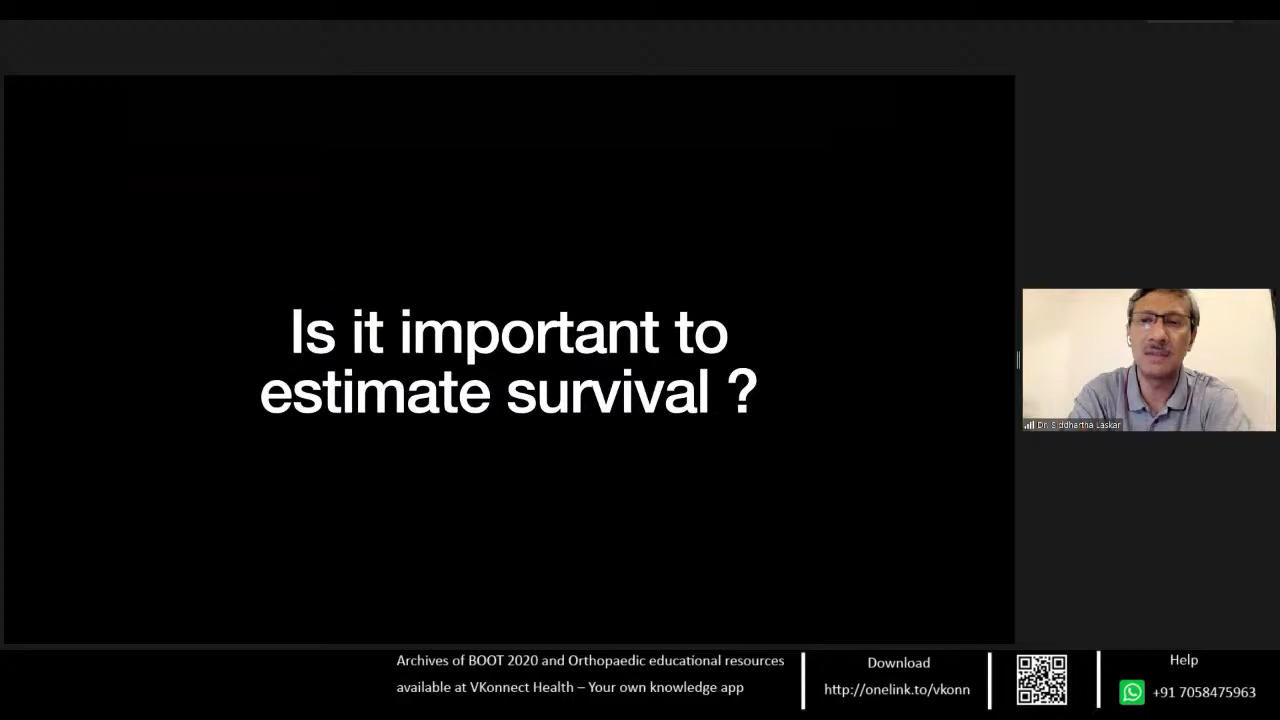 Is it important to
estimate survival ?
Dr. Siddhartha Laskar
Archives of BOOT 2020 and Orthopaedic educational resources
available at VKonnect Health – Your own knowledge app
Download
http://onelink.to/vkonn
Help
+91 7058475963